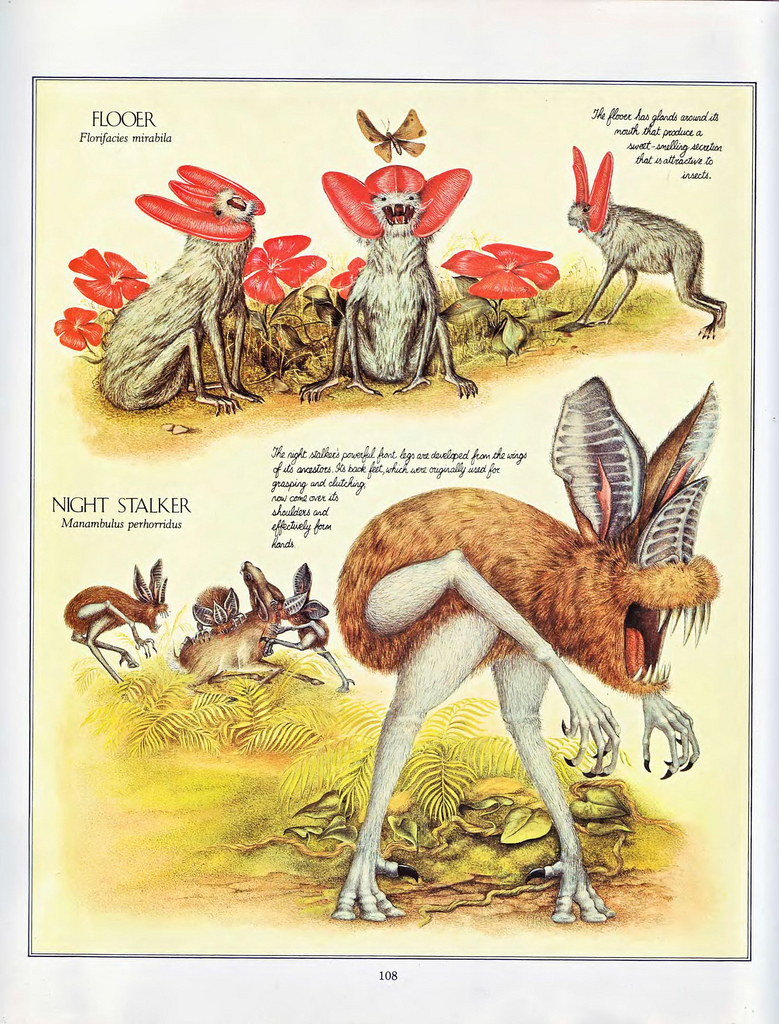 FLOOER
Florifacies mirabila
The flooer has glands around its
mouth that produce a
sweet-smelling secretion
that is attractive to
insects.
The night stalker's powerful front legs are developed from the wings
of its ancestors. Its back feet, which were originally used for
grasping and clutching,
now come over its
shoulders and
effectively form
hands.
NIGHT STALKER
Manambulus perhorridus
108